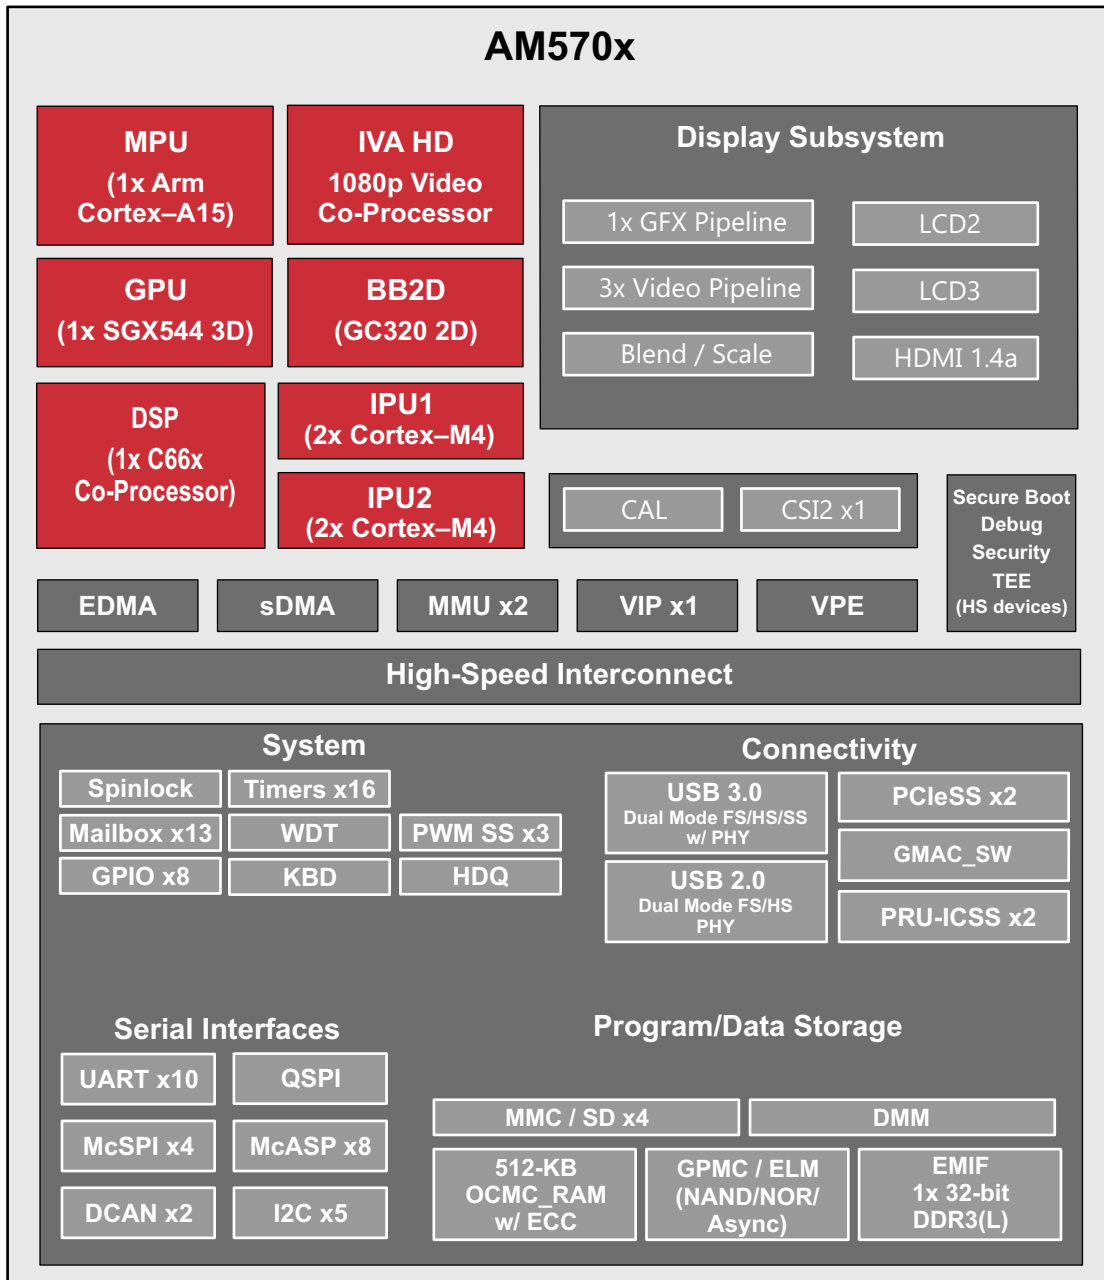 AM570x
MPU
(1x Arm
Cortex–A15)
IVA HD
1080p Video
Co-Processor
GPU
(1x SGX544 3D)
BB2D
(GC320 2D)
DSP
(1x C66x
Co-Processor)
IPU1
(2x Cortex–M4)
IPU2
(2x Cortex–M4)
Display Subsystem
1x GFX Pipeline
LCD2
3x Video Pipeline
LCD3
Blend / Scale
HDMI 1.4a
CAL
CSI2 x1
Secure Boot
Debug
Security
TEE
(HS devices)
EDMA
sDMA
MMU x2
VIP x1
VPE
High-Speed Interconnect
System
Spinlock
Timers x16
Mailbox x13
WDT
PWM SS x3
GPIO x8
KBD
HDQ
Connectivity
USB 3.0
Dual Mode FS/HS/SS
w/ PHY
USB 2.0
Dual Mode FS/HS
PHY
PCIeSS x2
GMAC_SW
PRU-ICSS x2
Serial Interfaces
UART x10
QSPI
McSPI x4
McASP x8
DCAN x2
I2C x5
Program/Data Storage
MMC / SD x4
DMM
512-KB
OCMC_RAM
w/ ECC
GPMC / ELM
(NAND/NOR/
Async)
EMIF
1x 32-bit
DDR3(L)